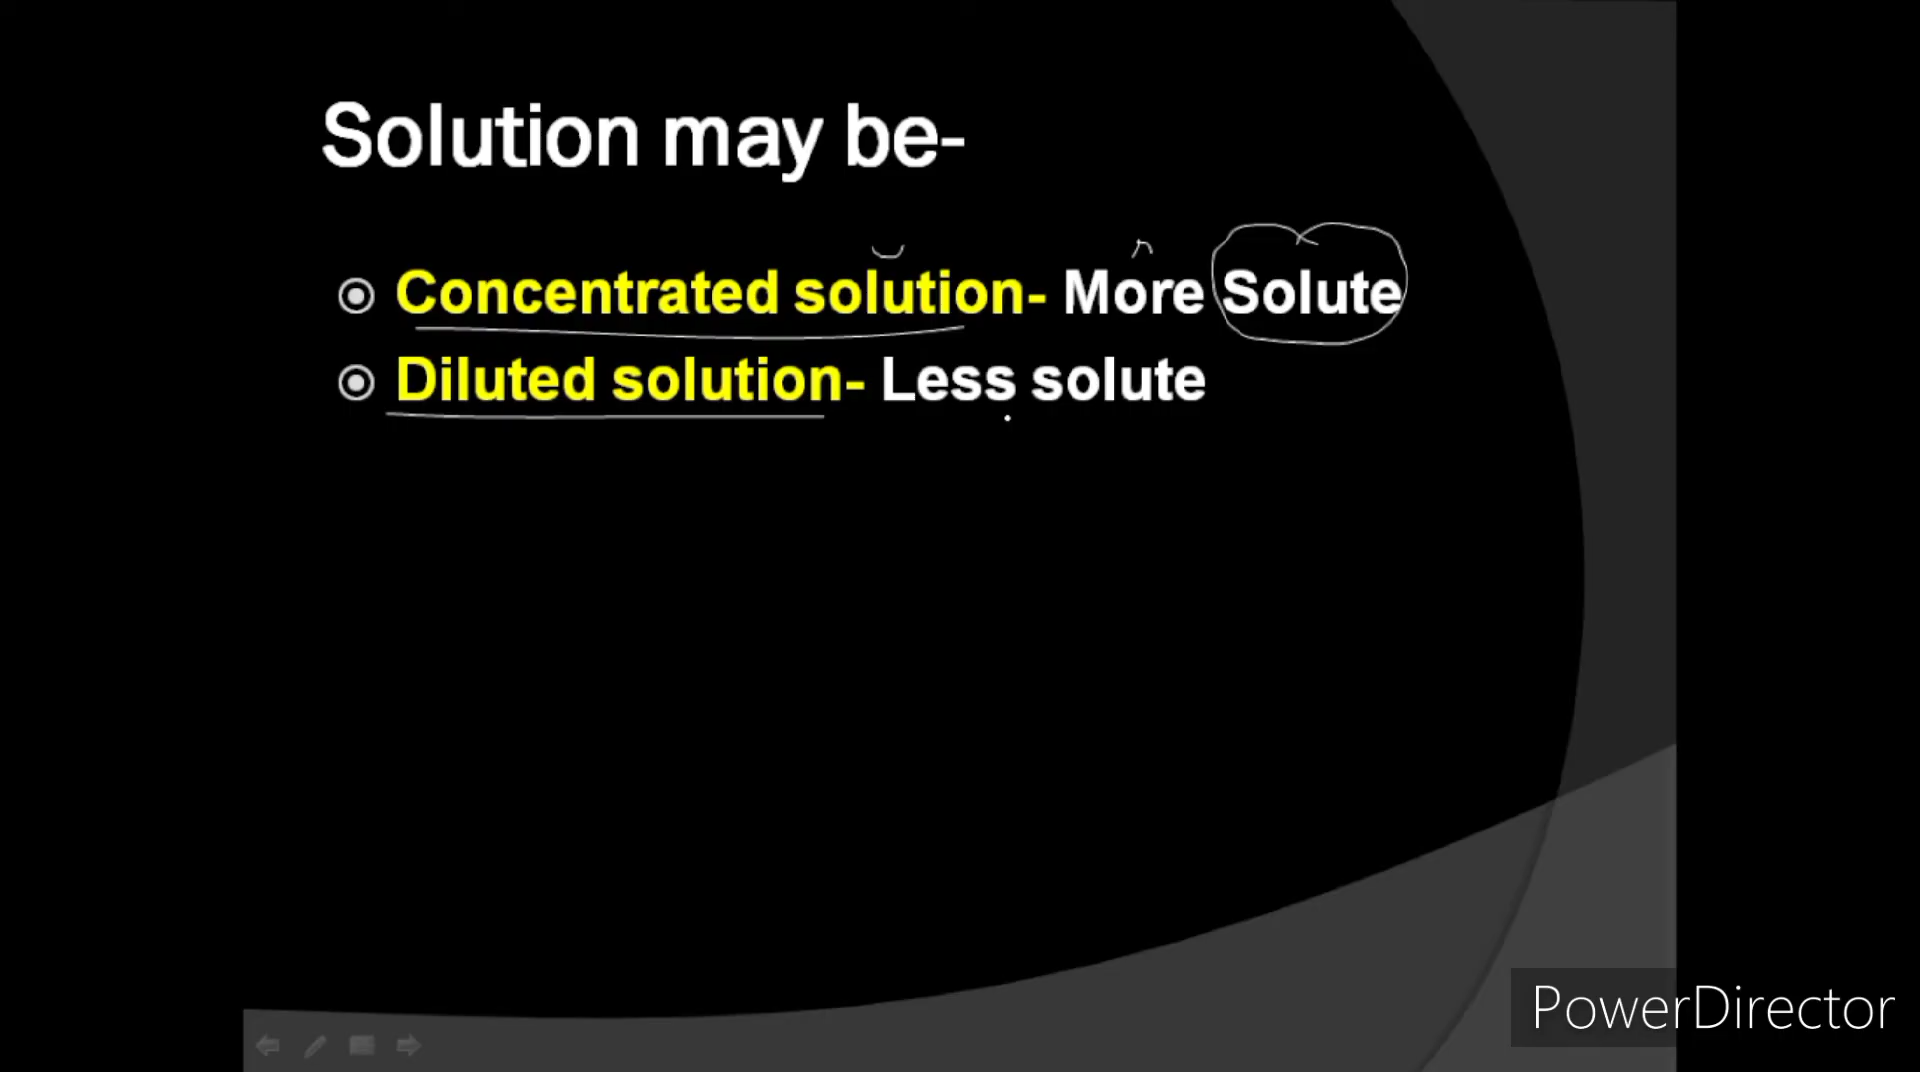 Solution may be-
Concentrated solution- More Solute
Diluted solution- Less solute
PowerDirector